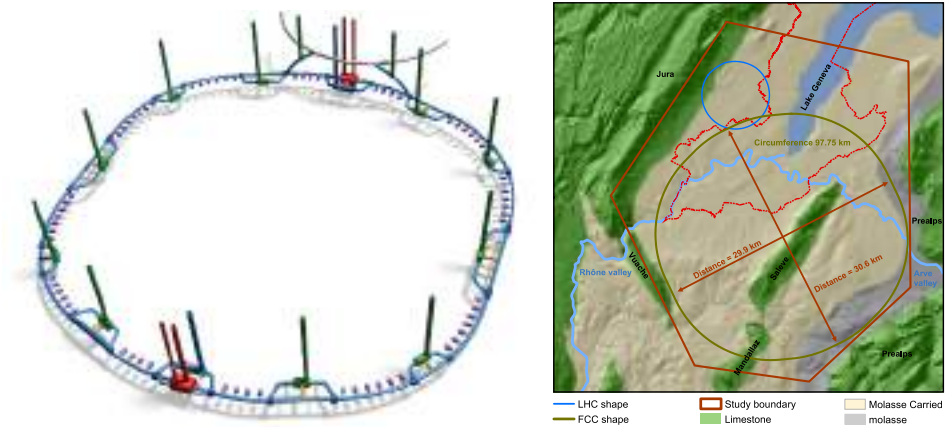 Jura
Lake Geneva
Circumference 97.75 km
Prealps
Distance = 29.9 km
Vuache
Rhône valley
Salève
Distance = 30.6 km
Arve
valley
Mandallaz
Prealps
LHC shape
Study boundary
Molasse Carried
FCC shape
Limestone
molasse